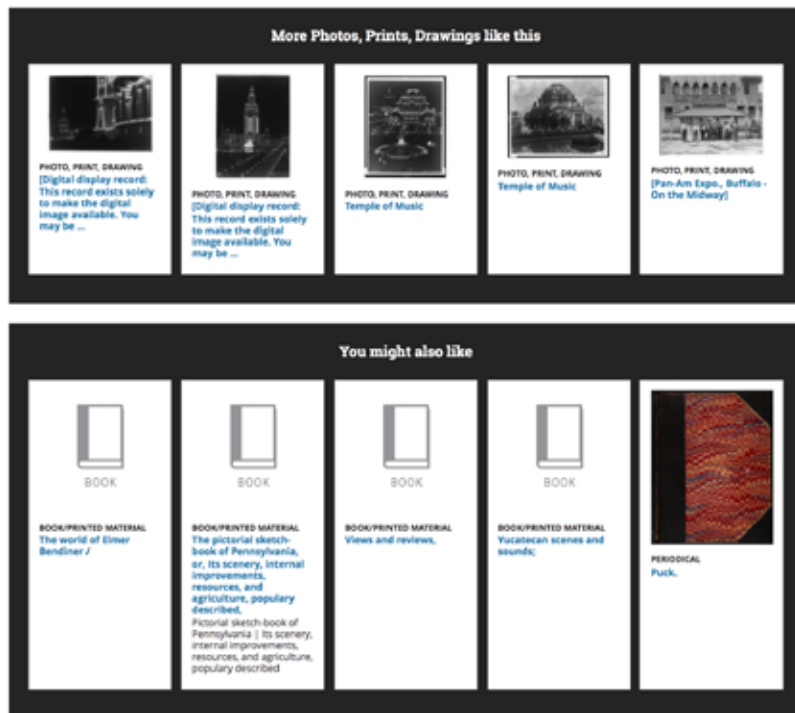 More Photos, Prints, Drawings like this
PHOTO, PRINT, DRAWING
[Digital display record:
This record exists solely
to make the digital
image available. You
may be ...
PHOTO, PRINT, DRAWING
[Digital display record:
This record exists solely
to make the digital
image available. You
may be ...
PHOTO, PRINT, DRAWING
Temple of Music
PHOTO, PRINT, DRAWING
Temple of Music
PHOTO, PRINT, DRAWING
[Pan-Am Expo., Buffalo -
On the Midway]
You might also like
BOOK
BOOK/PRINTED MATERIAL
The world of Elmer
Bendiner /
BOOK
BOOK/PRINTED MATERIAL
The pictorial sketch-
book of Pennsylvania,
or, Its scenery, internal
improvements,
resources, and
agriculture, populary
described,
Pictorial sketch-book of
Pennsylvania | Its scenery,
internal improvements,
resources, and agriculture,
populary described
BOOK
BOOK/PRINTED MATERIAL
Views and reviews,
BOOK
BOOK/PRINTED MATERIAL
Yucatecan scenes and
sounds;
PERIODICAL
Puck,